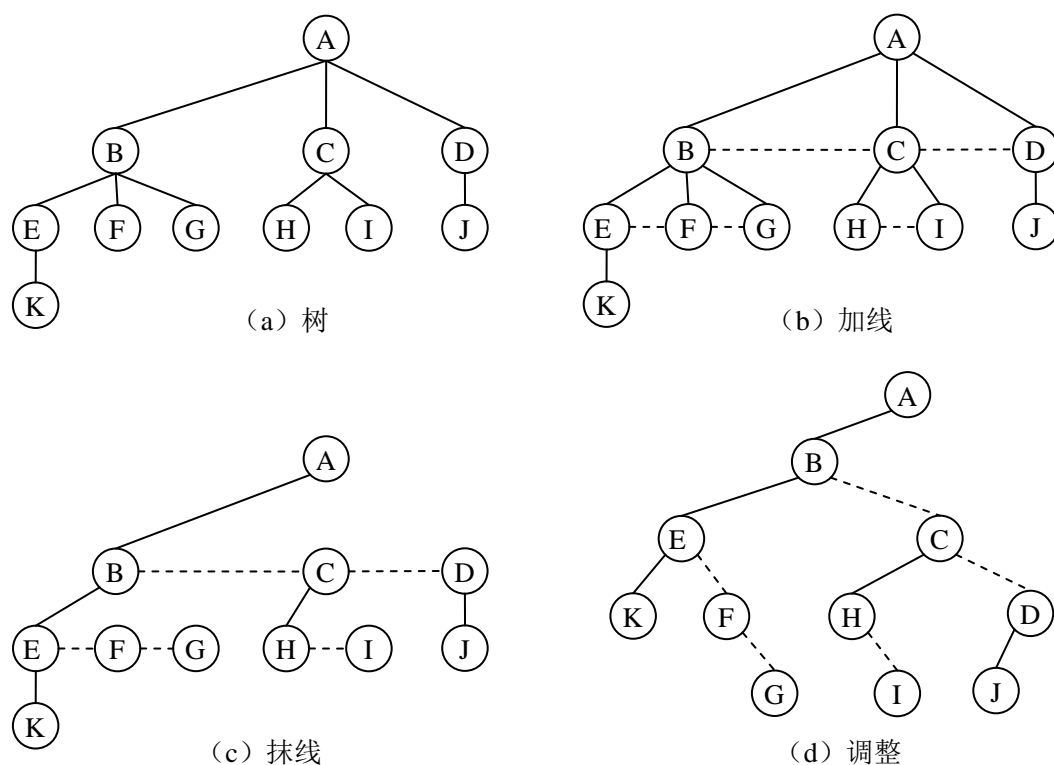 A
B C D
E F G H I J
K
（a）树
A
B C D
E F G H I J
K
（b）加线
A
B C D
E F G H I J
K
（c）抹线
A
B
E C
K F H D
G I J
（d）调整